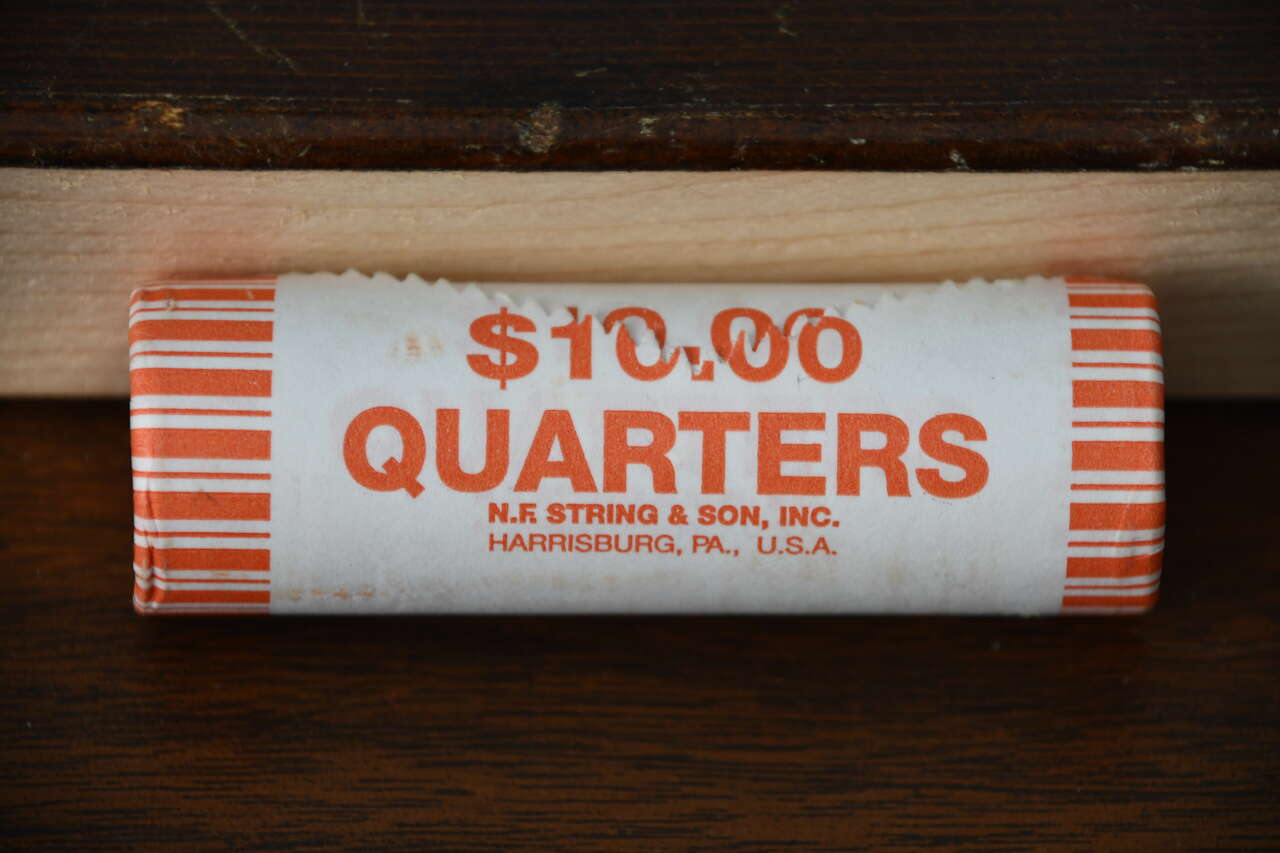 $10.00
QUARTERS
N.F. STRING & SON, INC.
HARRISBURG, PA., U.S.A.